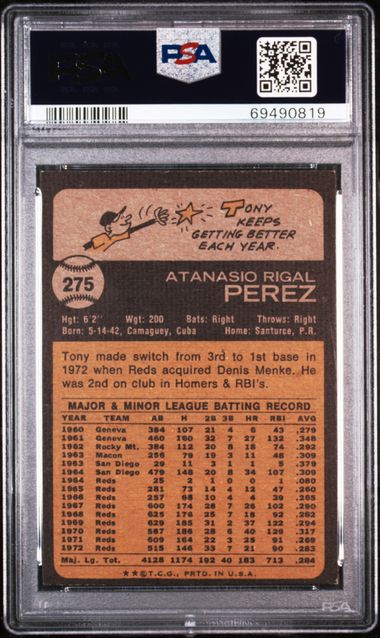 PSA
PSA
69490819
TONY
KEEPS
GETTING BETTER
EACH YEAR.
275
ATANASIO RIGAL
PEREZ
Hgt: 6'2" Wgt: 200 Bats: Right Throws: Right
Born: 5-14-42, Camaguey, Cuba Home: Santurce, P.R.
Tony made switch from 3rd to 1st base in
1972 when Reds acquired Denis Menke. He
was 2nd on club in Homers & RBI's.
MAJOR & MINOR LEAGUE BATTING RECORD
YEAR TEAM AB H 2B 3B HR RBI AVG
1960 Geneva 384 107 21 4 6 43 .279
1961 Geneva 460 160 32 7 27 132 .348
1962 Rocky Mt. 384 112 20 8 18 74 .292
1963 Macon 256 79 19 3 11 48 .309
1963 San Diego 29 11 3 1 1 5 .379
1964 San Diego 479 148 20 8 34 107 .309
1964 Reds 25 2 1 0 0 1 .080
1965 Reds 281 73 14 4 12 47 .260
1966 Reds 257 68 10 4 4 39 .265
1967 Reds 600 174 28 7 26 102 .290
1968 Reds 625 176 25 7 18 92 .282
1969 Reds 629 185 31 2 37 122 .294
1970 Reds 587 186 28 6 40 129 .317
1971 Reds 609 164 22 3 25 91 .269
1972 Reds 515 146 33 7 21 90 .283
Maj. Lg. Tot. 4128 1174 192 40 183 713 .284
★★©T.C.G., PRTD. IN U.S.A.
PSA